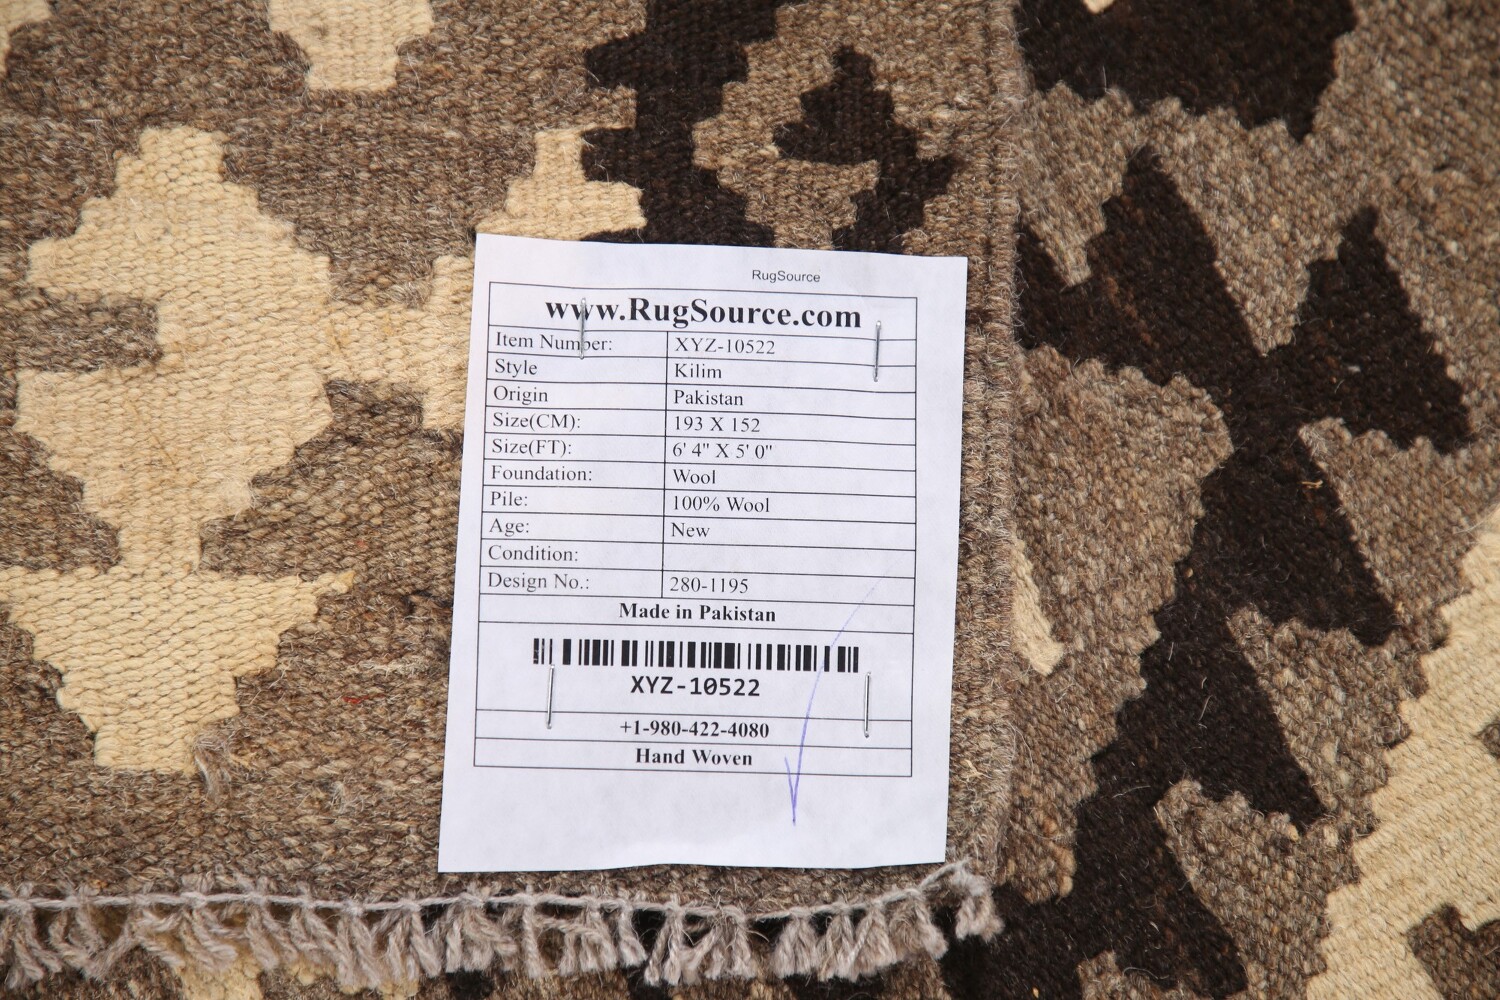 RugSource
www.RugSource.com
Item Number: XYZ-10522
Style Kilim
Origin Pakistan
Size(CM): 193 X 152
Size(FT): 6' 4" X 5' 0"
Foundation: Wool
Pile: 100% Wool
Age: New
Condition:
Design No.: 280-1195
Made in Pakistan
XYZ-10522
+1-980-422-4080
Hand Woven